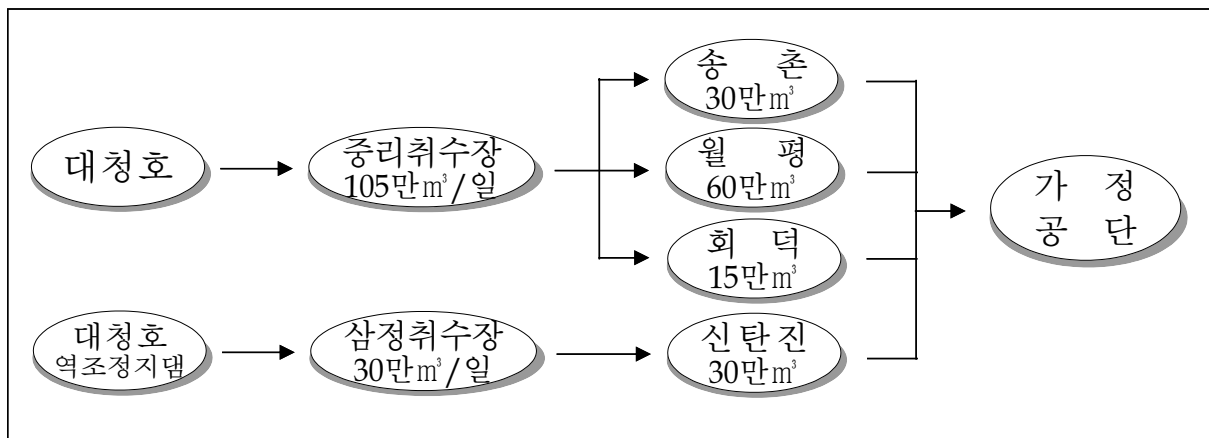 대청호
중리취수장
105만㎥/일
송 촌
30만㎥
월 평
60만㎥
회 덕
15만㎥
가 정
공 단
대청호
역조정지댐
삼정취수장
30만㎥/일
신탄진
30만㎥